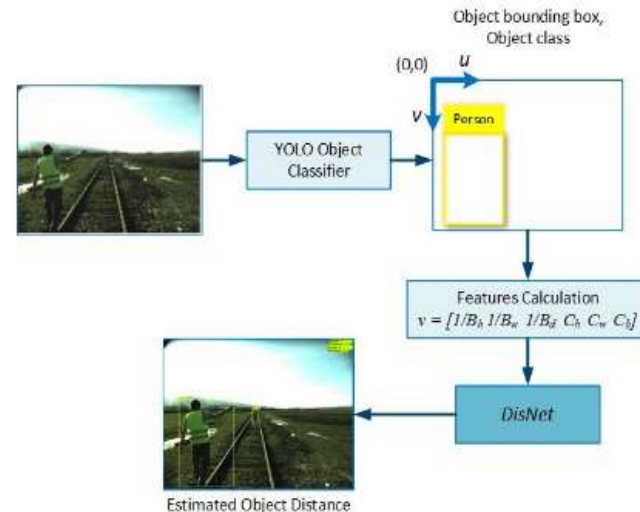 Object bounding box,
Object class
(0,0)
u
v
Person
YOLO Object
Classifier
Features Calculation
v = [1/Bh 1/Bw 1/Bd Ch Cw Cb]
DisNet
Estimated Object Distance